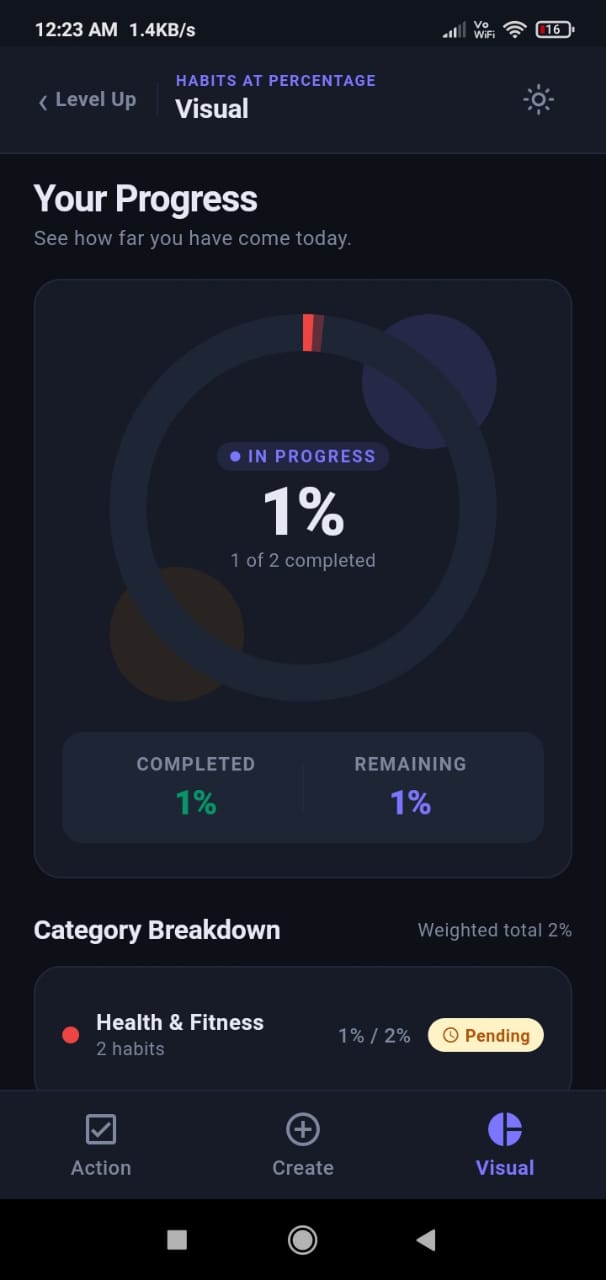 12:23 AM 1.4KB/s Vo WiFi 16
HABITS AT PERCENTAGE
‹ Level Up
Visual
Your Progress
See how far you have come today.
IN PROGRESS
1%
1 of 2 completed
COMPLETED REMAINING
1% 1%
Category Breakdown Weighted total 2%
Health & Fitness
1% / 2% Pending
2 habits
Action Create Visual